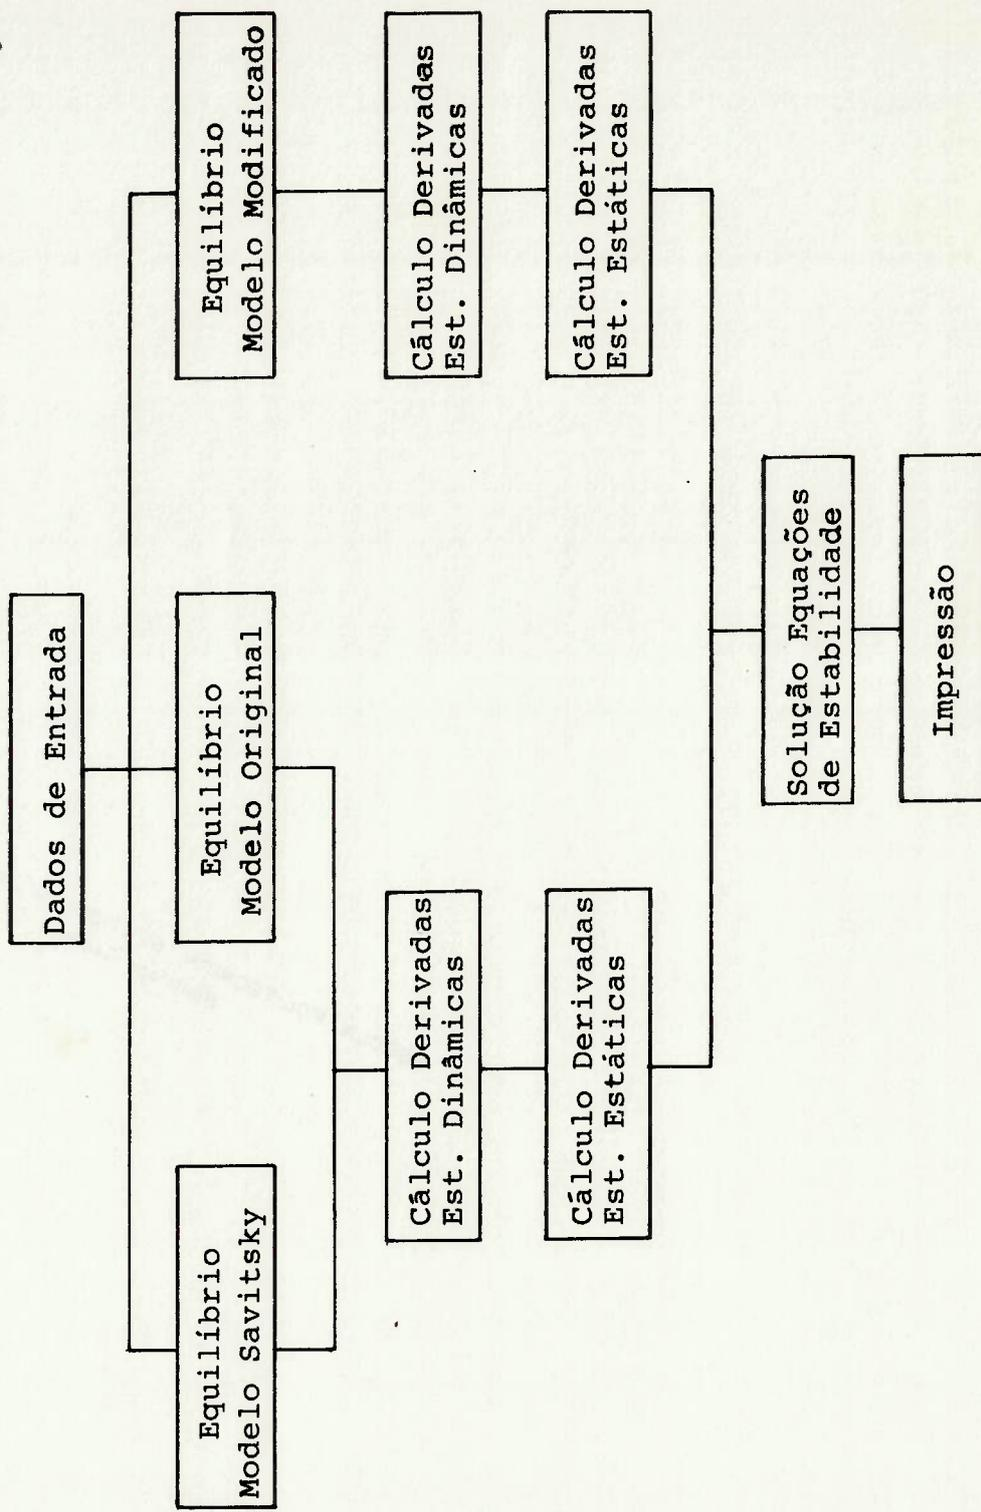 Dados de Entrada
Equilíbrio
Modelo Savitsky
Equilíbrio
Modelo Original
Equilíbrio
Modelo Modificado
Cálculo Derivadas
Est. Dinâmicas
Cálculo Derivadas
Est. Dinâmicas
Cálculo Derivadas
Est. Estáticas
Cálculo Derivadas
Est. Estáticas
Solução Equações
de Estabilidade
Impressão